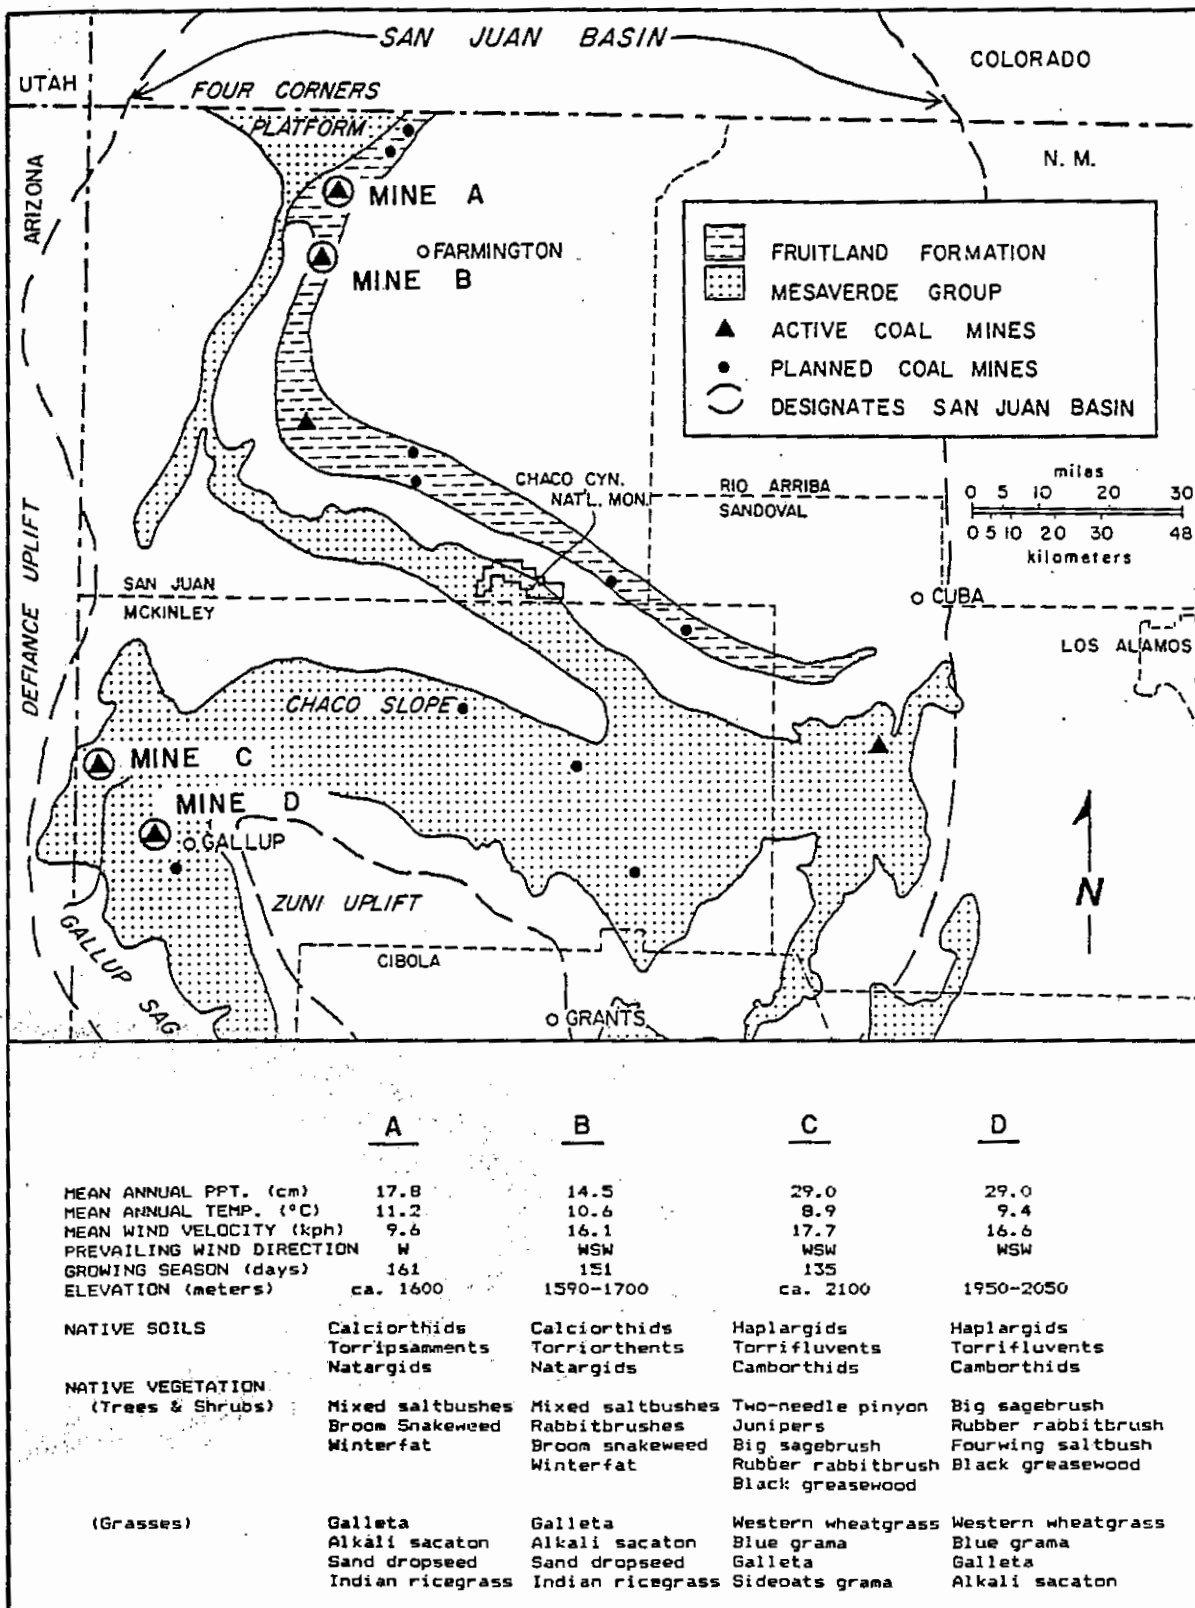 SAN JUAN BASIN
COLORADO
UTAH
FOUR CORNERS
PLATFORM
N. M.
ARIZONA
MINE A
FARMINGTON
MINE B
FRUITLAND FORMATION
MESAVERDE GROUP
ACTIVE COAL MINES
PLANNED COAL MINES
DESIGNATES SAN JUAN BASIN
CHACO CYN.
NAT'L. MON.
RIO ARRIBA
SANDOVAL
miles
0 5 10 20 30
0 5 10 20 30 48
kilometers
DEFIANCE UPLIFT
SAN JUAN
MCKINLEY
CUBA
LOS ALAMOS
CHACO SLOPE
MINE C
MINE D
GALLUP
ZUNI UPLIFT
N
GALLUP SAG
CIBOLA
GRANTS
A B C D
MEAN ANNUAL PPT. (cm) 17.8 14.5 29.0 29.0
MEAN ANNUAL TEMP. (°C) 11.2 10.6 8.9 9.4
MEAN WIND VELOCITY (kph) 9.6 16.1 17.7 16.6
PREVAILING WIND DIRECTION W WSW WSW WSW
GROWING SEASON (days) 161 151 135
ELEVATION (meters) ca. 1600 1590-1700 ca. 2100 1950-2050
NATIVE SOILS Calciorthids Calciorthids Haplargids Haplargids
Torripsamments Torriorthents Torrifluvents Torrifluvents
Natargids Natargids Camborthids Camborthids
NATIVE VEGETATION
(Trees & Shrubs) Mixed saltbushes Mixed saltbushes Two-needle pinyon Big sagebrush
Broom Snakeweed Rabbitbrushes Junipers Rubber rabbitbrush
Winterfat Broom snakeweed Big sagebrush Fourwing saltbush
Winterfat Rubber rabbitbrush Black greasewood
Black greasewood
(Grasses) Galleta Galleta Western wheatgrass Western wheatgrass
Alkali sacaton Alkali sacaton Blue grama Blue grama
Sand dropseed Sand dropseed Galleta Galleta
Indian ricegrass Indian ricegrass Sideoats grama Alkali sacaton